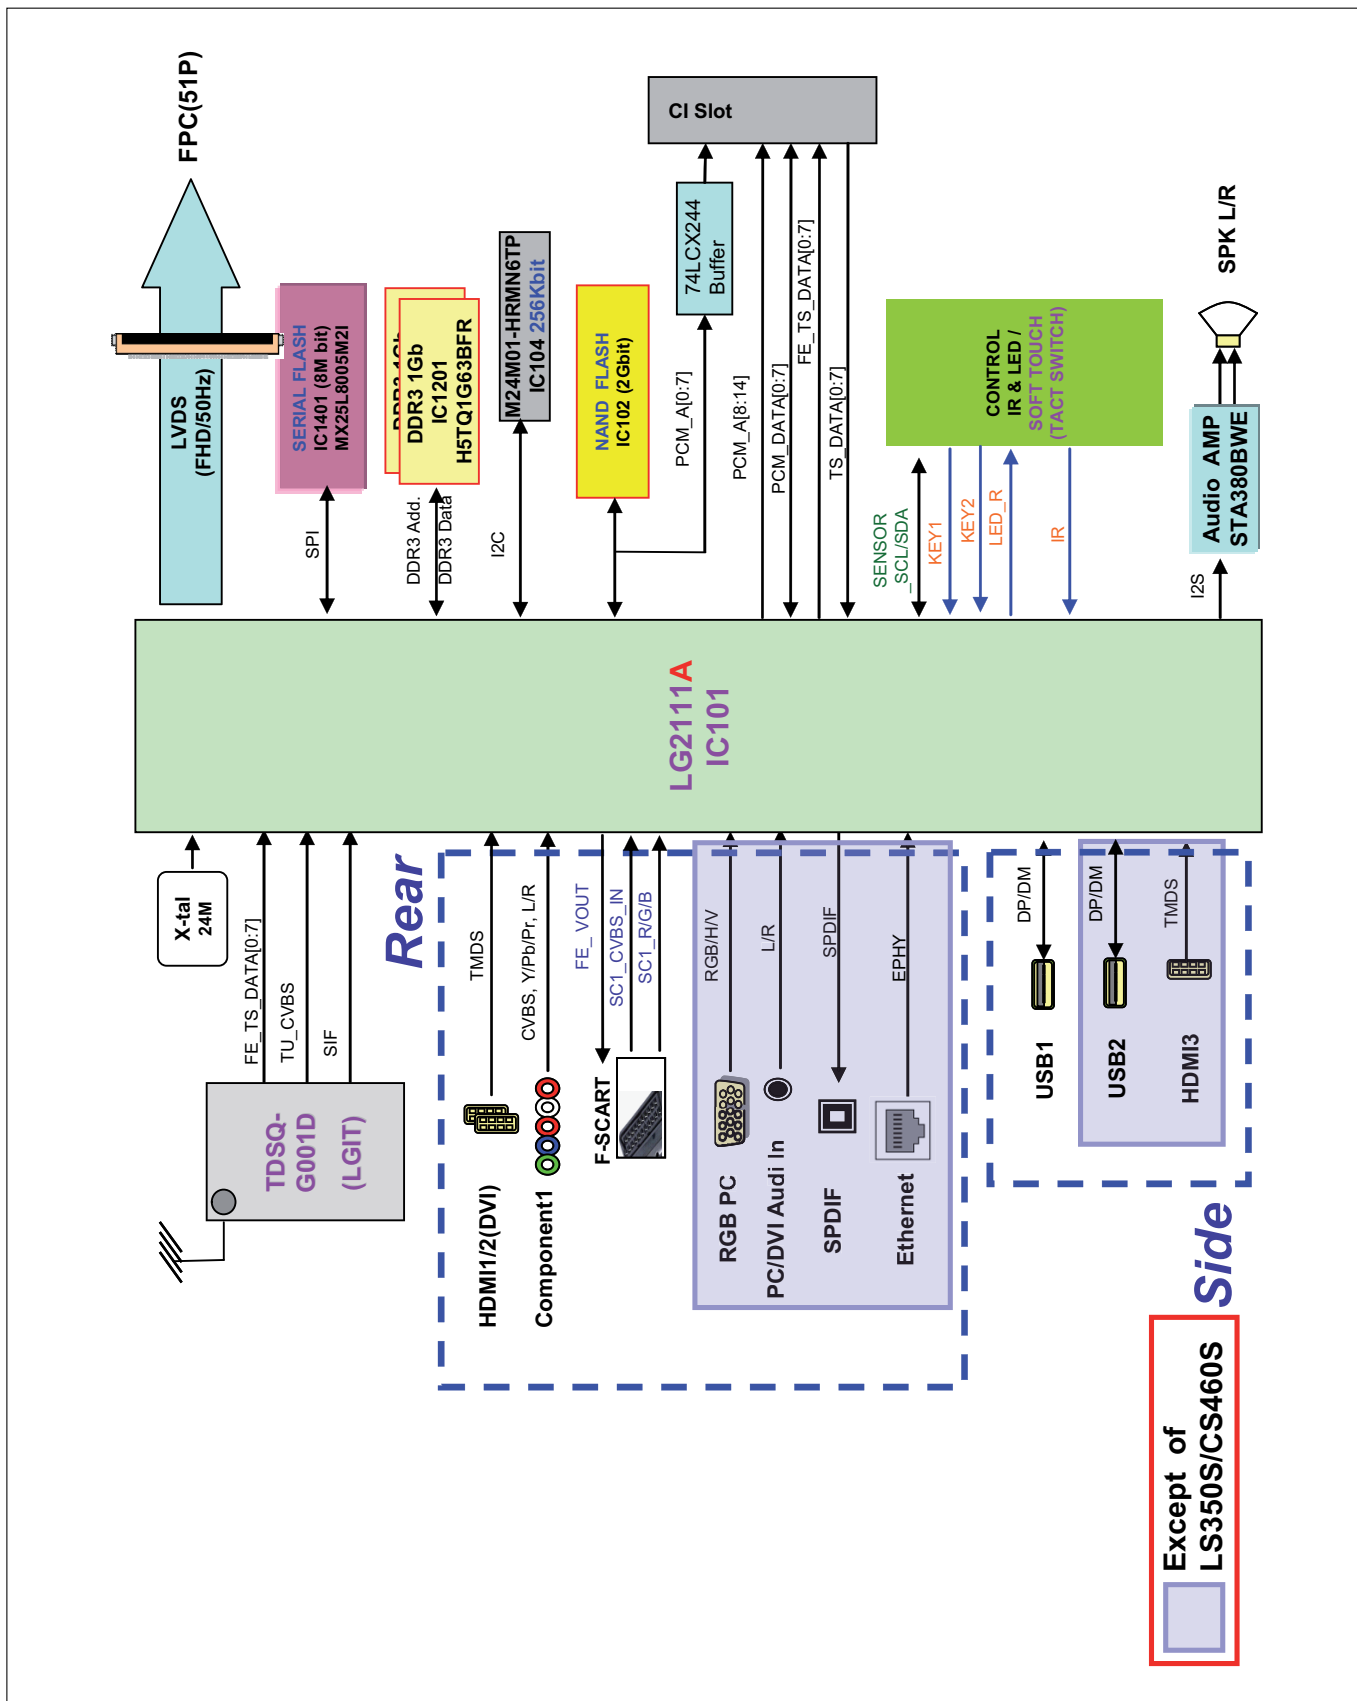 X-tal
24M
TDSQ-
G001D
(LGIT)
FE_TS_DATA[0:7]
TU_CVBS
SIF
Rear
HDMI1/2(DVI)
TMDS
Component1
CVBS, Y/Pb/Pr, L/R
F-SCART
FE_ VOUT
SC1_CVBS_IN
SC1_R/G/B
RGB PC
RGB/H/V
PC/DVI Audi In
L/R
SPDIF
SPDIF
Ethernet
EPHY
Side
USB1
DP/DM
USB2
DP/DM
HDMI3
TMDS
Except of
LS350S/CS460S
LG2111A
IC101
LVDS
(FHD/50Hz)
FPC(51P)
SPI
SERIAL FLASH
IC1401 (8M bit)
MX25L8005M2I
DDR3 Add.
DDR3 Data
DDR3 1Gb
DDR3 1Gb
IC1201
H5TQ1G63BFR
I2C
M24M01-HRMN6TP
IC104 256Kbit
NAND FLASH
IC102 (2Gbit)
PCM_A[0:7]
74LCX244
Buffer
CI Slot
PCM_A[8:14]
PCM_DATA[0:7]
FE_TS_DATA[0:7]
TS_DATA[0:7]
SENSOR
_SCL/SDA
KEY1
KEY2
LED_R
IR
CONTROL
IR & LED /
SOFT TOUCH
(TACT SWITCH)
I2S
Audio AMP
STA380BWE
SPK L/R